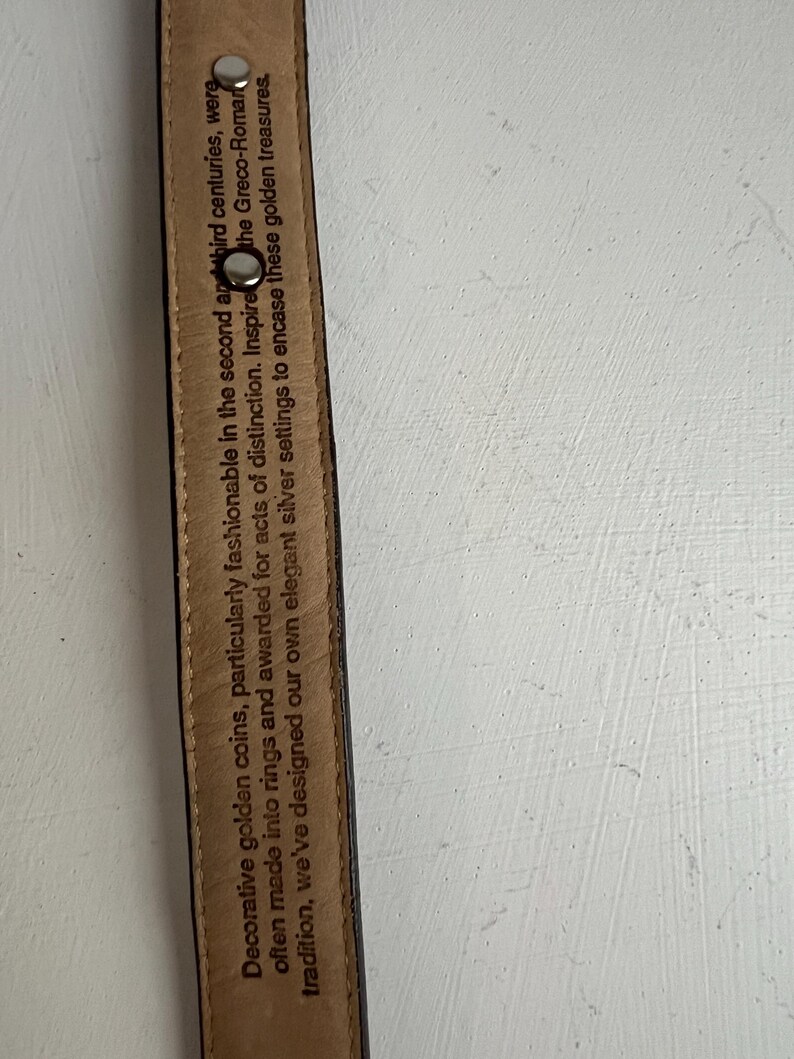 Decorative golden coins, particularly fashionable in the second and third centuries, were
often made into rings and awarded for acts of distinction. Inspire the Greco-Roman
tradition, we've designed our own elegant silver settings to encase these golden treasures.